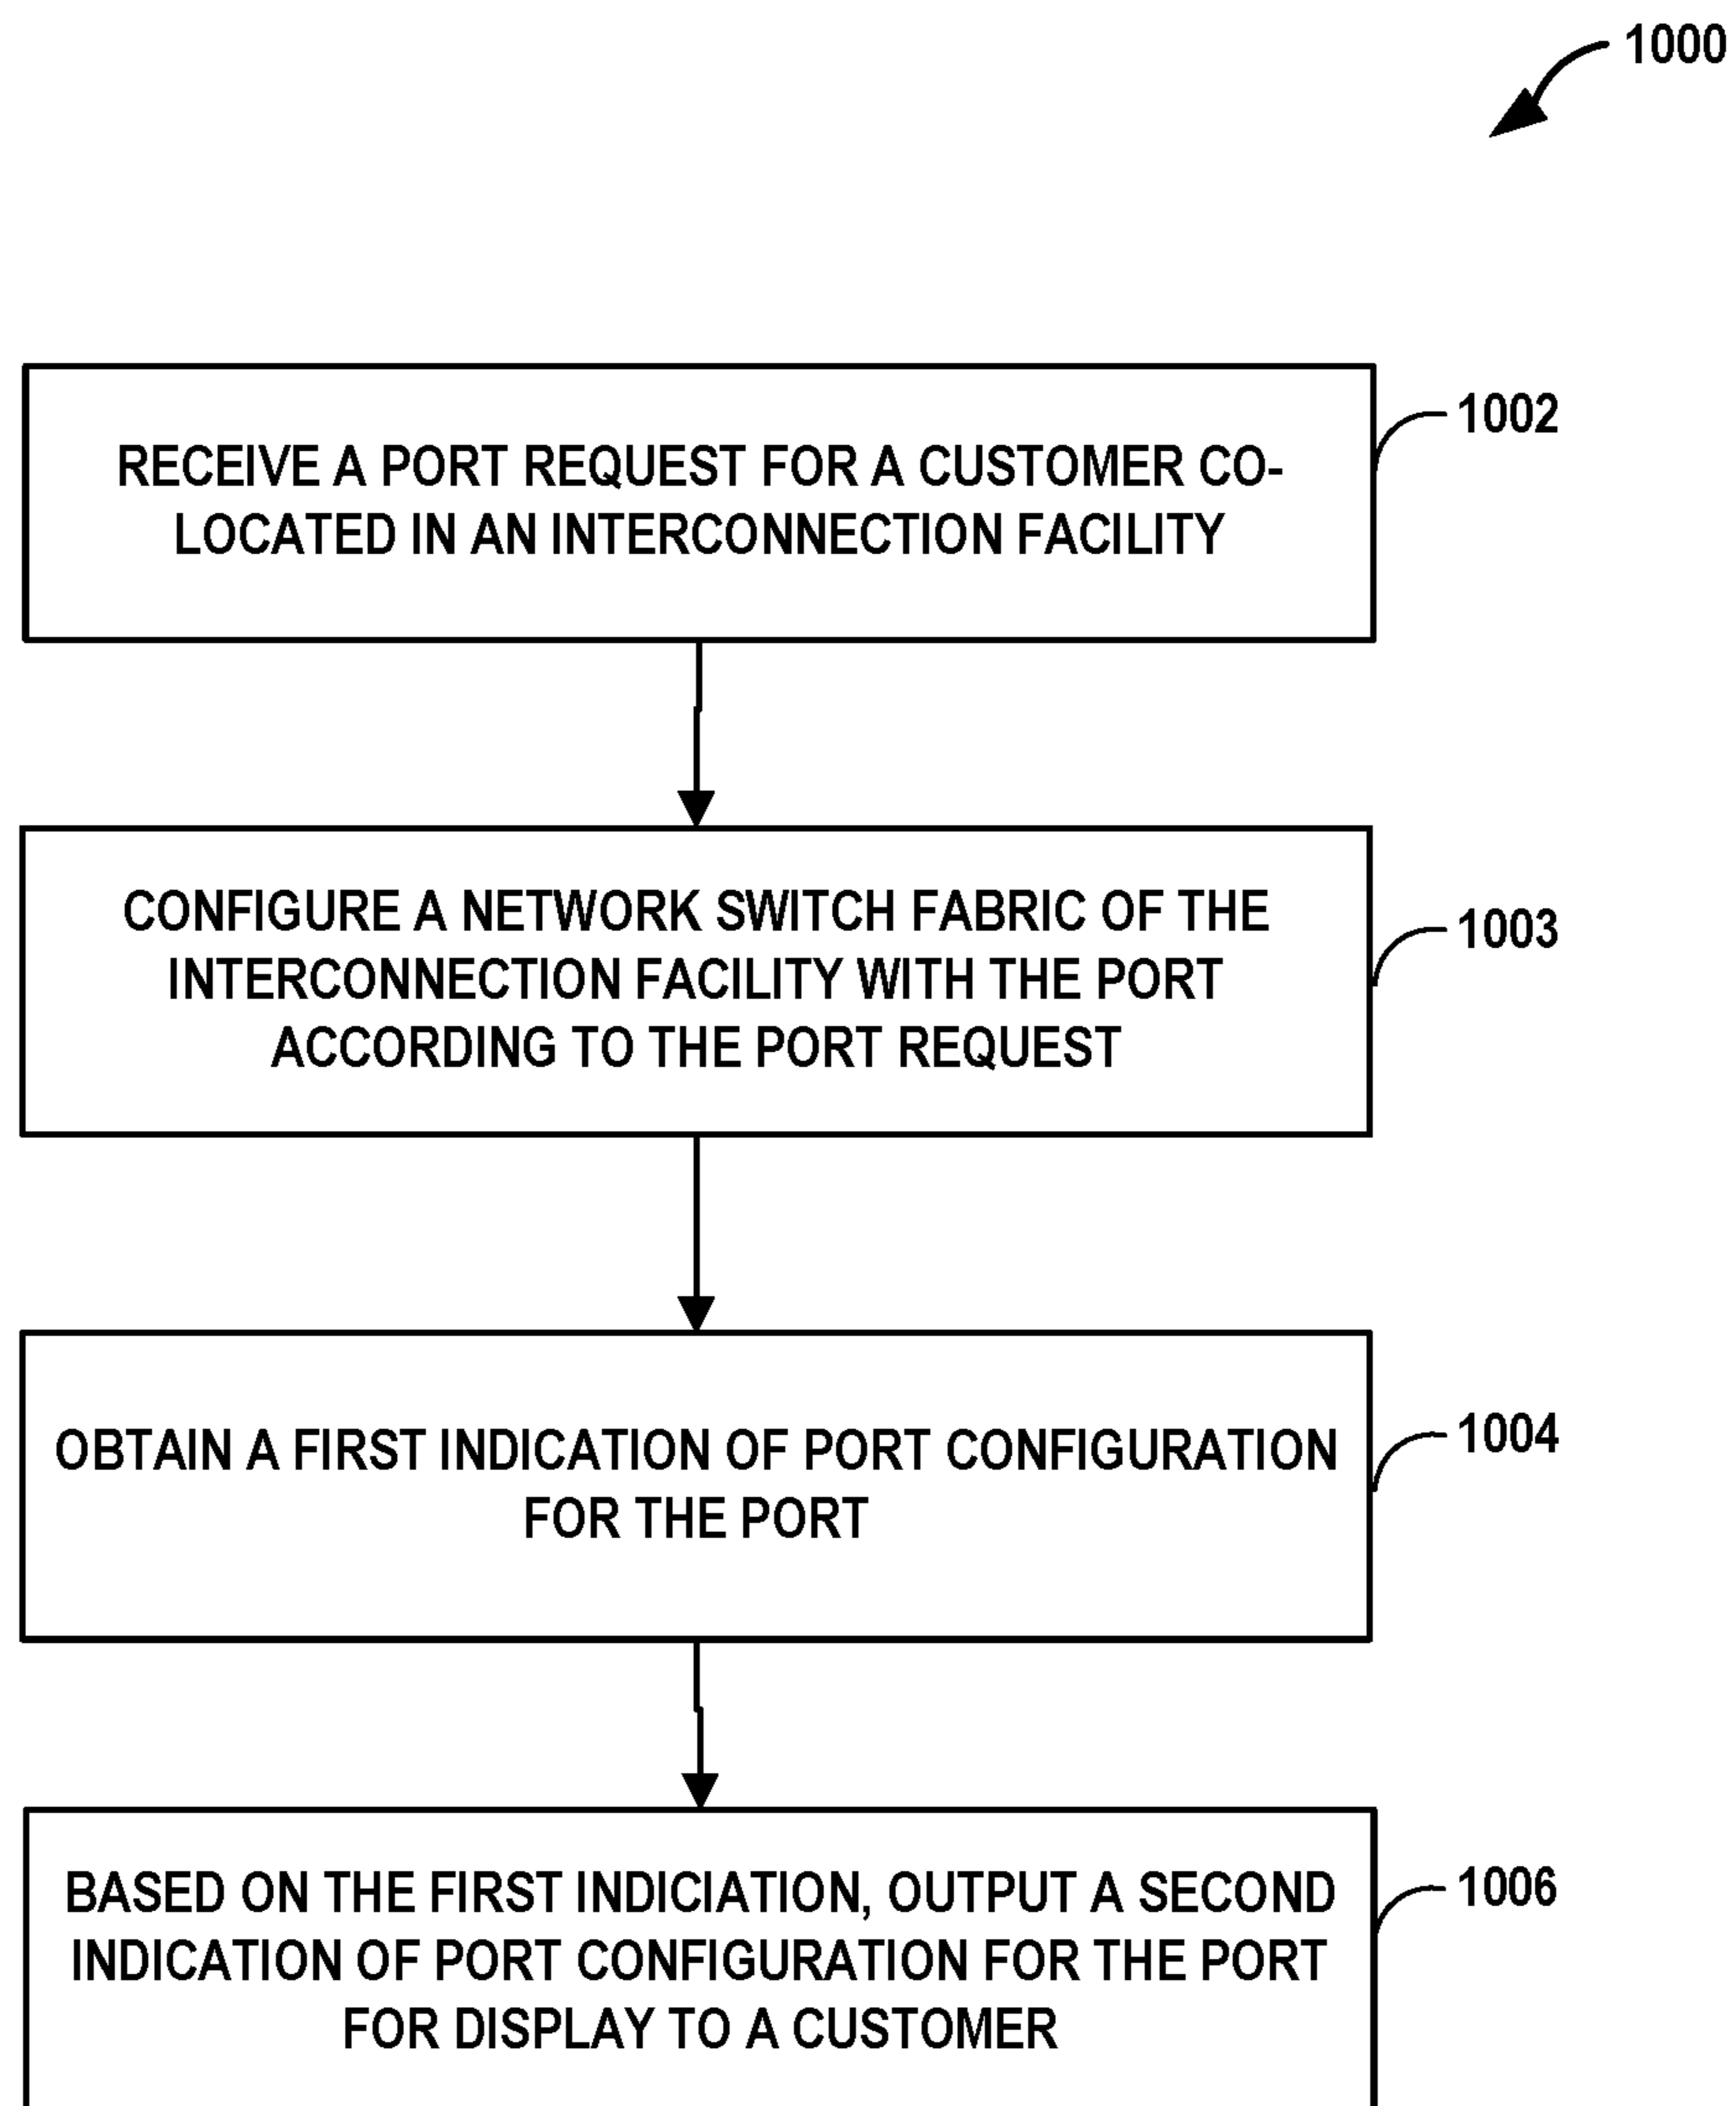 1000
RECEIVE A PORT REQUEST FOR A CUSTOMER CO-
LOCATED IN AN INTERCONNECTION FACILITY
1002
CONFIGURE A NETWORK SWITCH FABRIC OF THE
INTERCONNECTION FACILITY WITH THE PORT
ACCORDING TO THE PORT REQUEST
1003
OBTAIN A FIRST INDICATION OF PORT CONFIGURATION
FOR THE PORT
1004
BASED ON THE FIRST INDICIATION, OUTPUT A SECOND
INDICATION OF PORT CONFIGURATION FOR THE PORT
FOR DISPLAY TO A CUSTOMER
1006